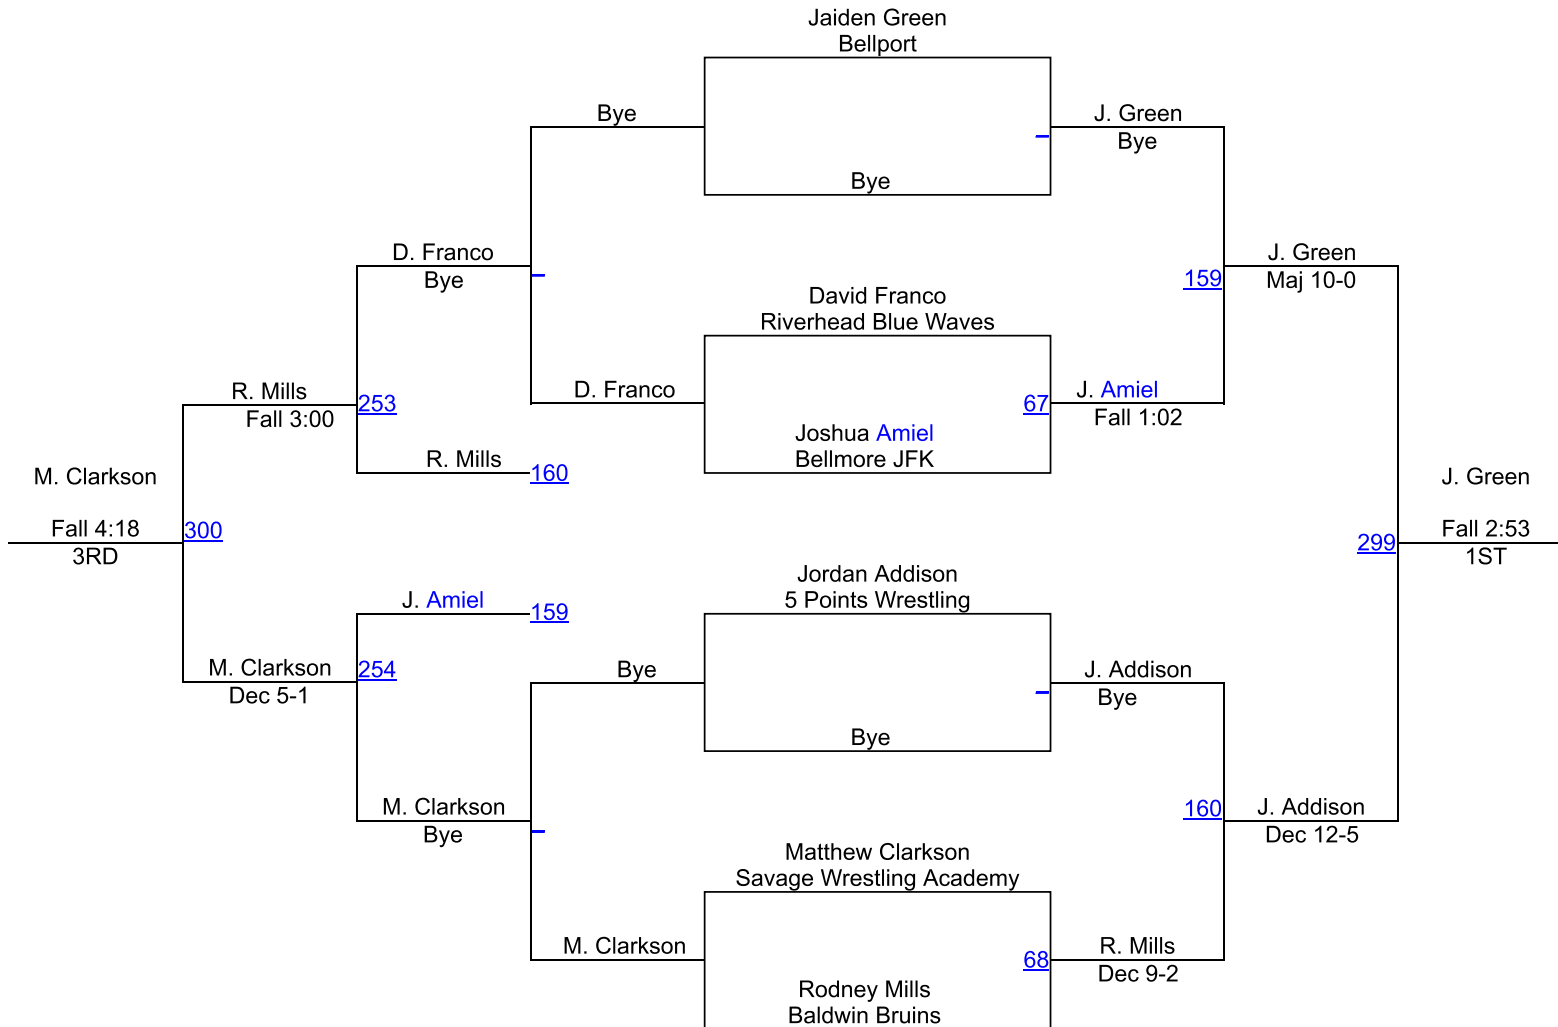 Jaiden Green
Bellport
Bye
J. Green
Bye
Bye
D. Franco
Bye
J. Green
159
Maj 10-0
David Franco
Riverhead Blue Waves
R. Mills
Fall 3:00
253
D. Franco
67
J. Amiel
Fall 1:02
Joshua Amiel
Bellmore JFK
R. Mills
160
M. Clarkson
Fall 4:18
3RD
300
J. Green
299
Fall 2:53
1ST
Jordan Addison
5 Points Wrestling
J. Amiel
159
M. Clarkson
Dec 5-1
254
Bye
J. Addison
Bye
Bye
M. Clarkson
Bye
160
J. Addison
Dec 12-5
Matthew Clarkson
Savage Wrestling Academy
M. Clarkson
68
R. Mills
Dec 9-2
Rodney Mills
Baldwin Bruins